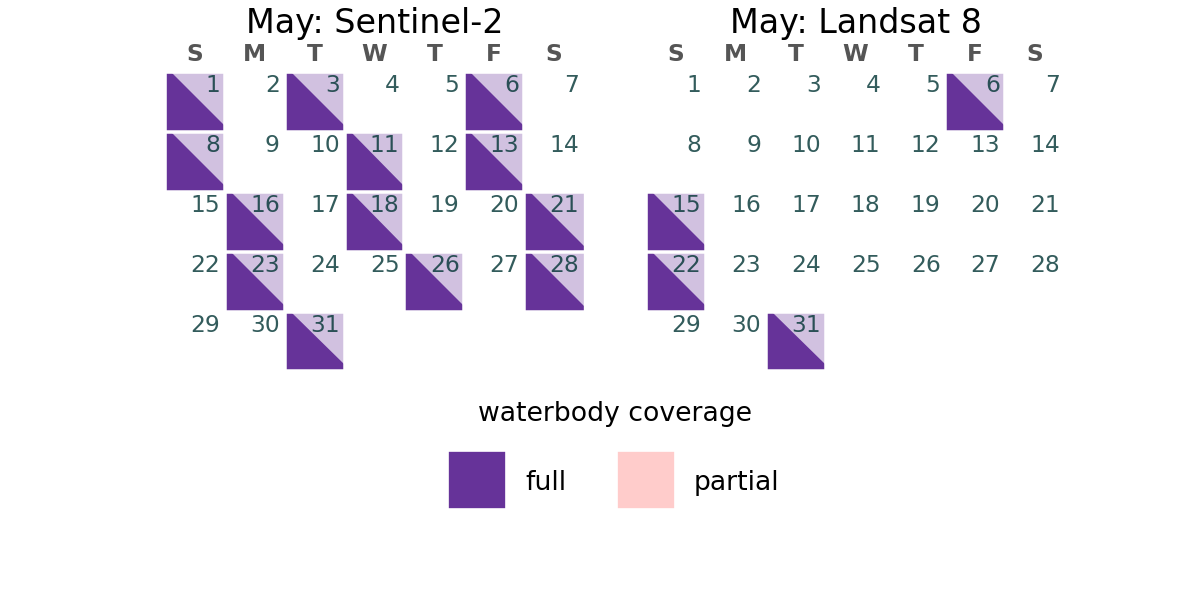 May: Sentinel-2
S M T W T F S
1 2 3 4 5 6 7
8 9 10 11 12 13 14
15 16 17 18 19 20 21
22 23 24 25 26 27 28
29 30 31
May: Landsat 8
S M T W T F S
1 2 3 4 5 6 7
8 9 10 11 12 13 14
15 16 17 18 19 20 21
22 23 24 25 26 27 28
29 30 31
waterbody coverage
full partial